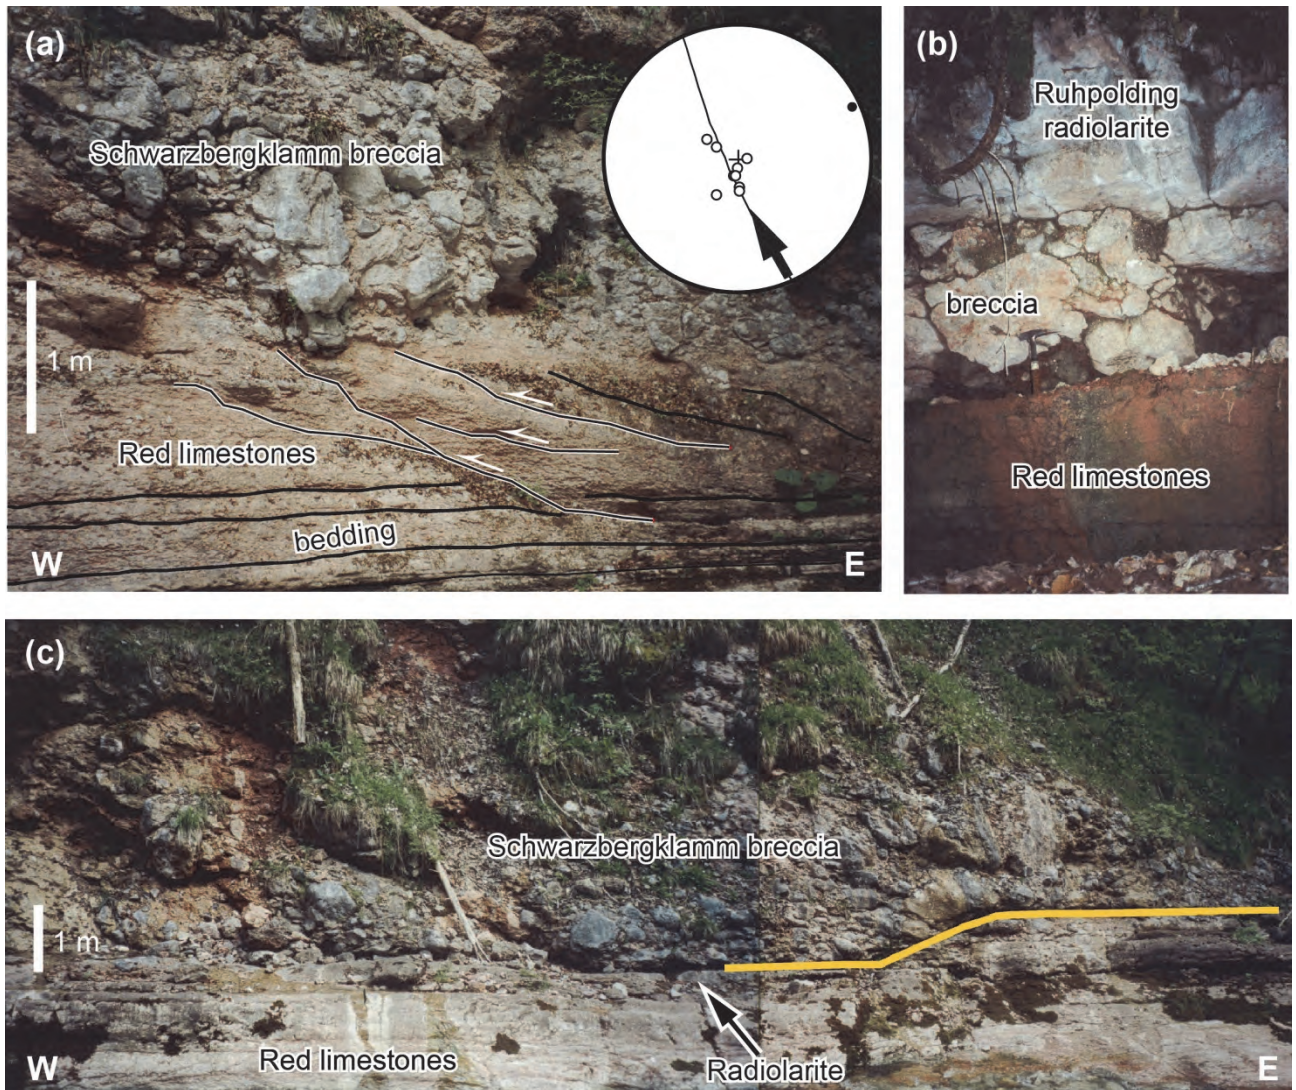 (a)
Schwarzbergklamm breccia
1 m
Red limestones
bedding
W
E
(b)
Ruhpolding
radiolarite
breccia
Red limestones
(c)
Schwarzbergklamm breccia
1 m
Red limestones
Radiolarite
W
E